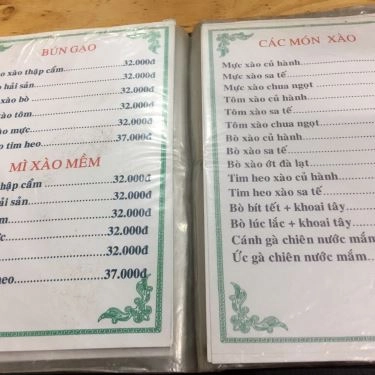 BÚN GẠO
xào thập cẩm 32.000đ
hải sản 32.000đ
xào bò 32.000đ
xào tôm 32.000đ
xào mực 32.000đ
tim heo 37.000đ
MÌ XÀO MỀM
thập cẩm 32.000đ
hải sản 32.000đ
32.000đ
32.000đ
32.000đ
heo 37.000đ
CÁC MÓN XÀO
Mực xào củ hành
Mực xào sa tế
Mực xào chua ngọt
Tôm xào củ hành
Tôm xào sa tế
Tôm xào chua ngọt
Bò xào củ hành
Bò xào sa tế
Bò xào ớt đà lạt
Tim heo xào củ hành
Tim heo xào sa tế
Bò bít tết + khoai tây
Bò lúc lắc + khoai tây
Cánh gà chiên nước mắm
Ức gà chiên nước mắm